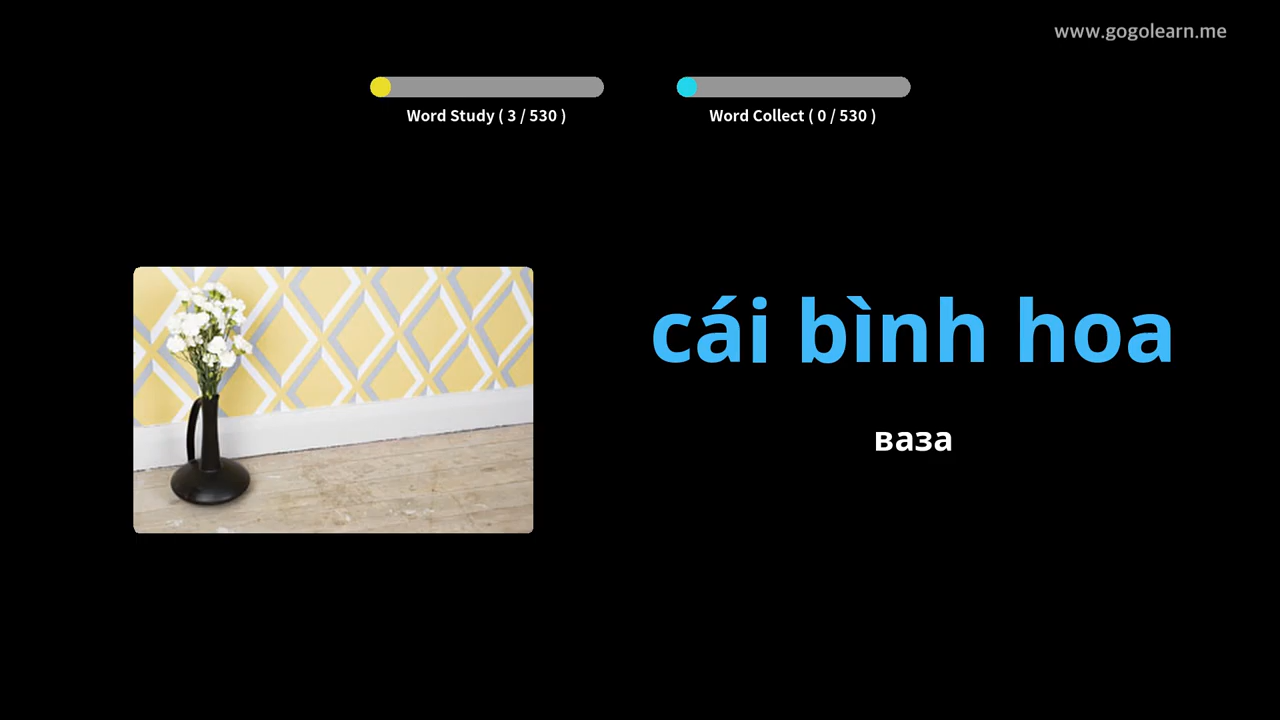 www.gogolearn.me
Word Study ( 3 / 530 )
Word Collect ( 0 / 530 )
cái bình hoa
ваза